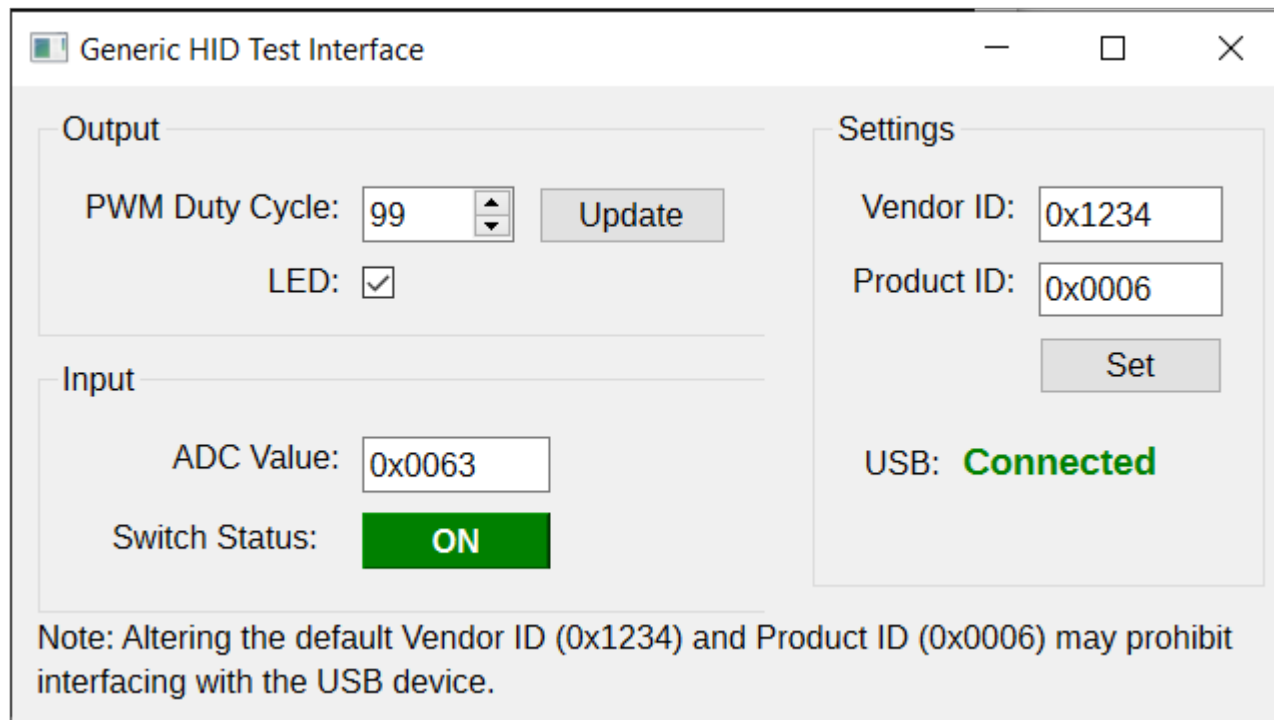 Generic HID Test Interface
Output
PWM Duty Cycle: 99 Update
LED:
Input
ADC Value: 0x0063
Switch Status: ON
Settings
Vendor ID: 0x1234
Product ID: 0x0006
Set
USB: Connected
Note: Altering the default Vendor ID (0x1234) and Product ID (0x0006) may prohibit
interfacing with the USB device.